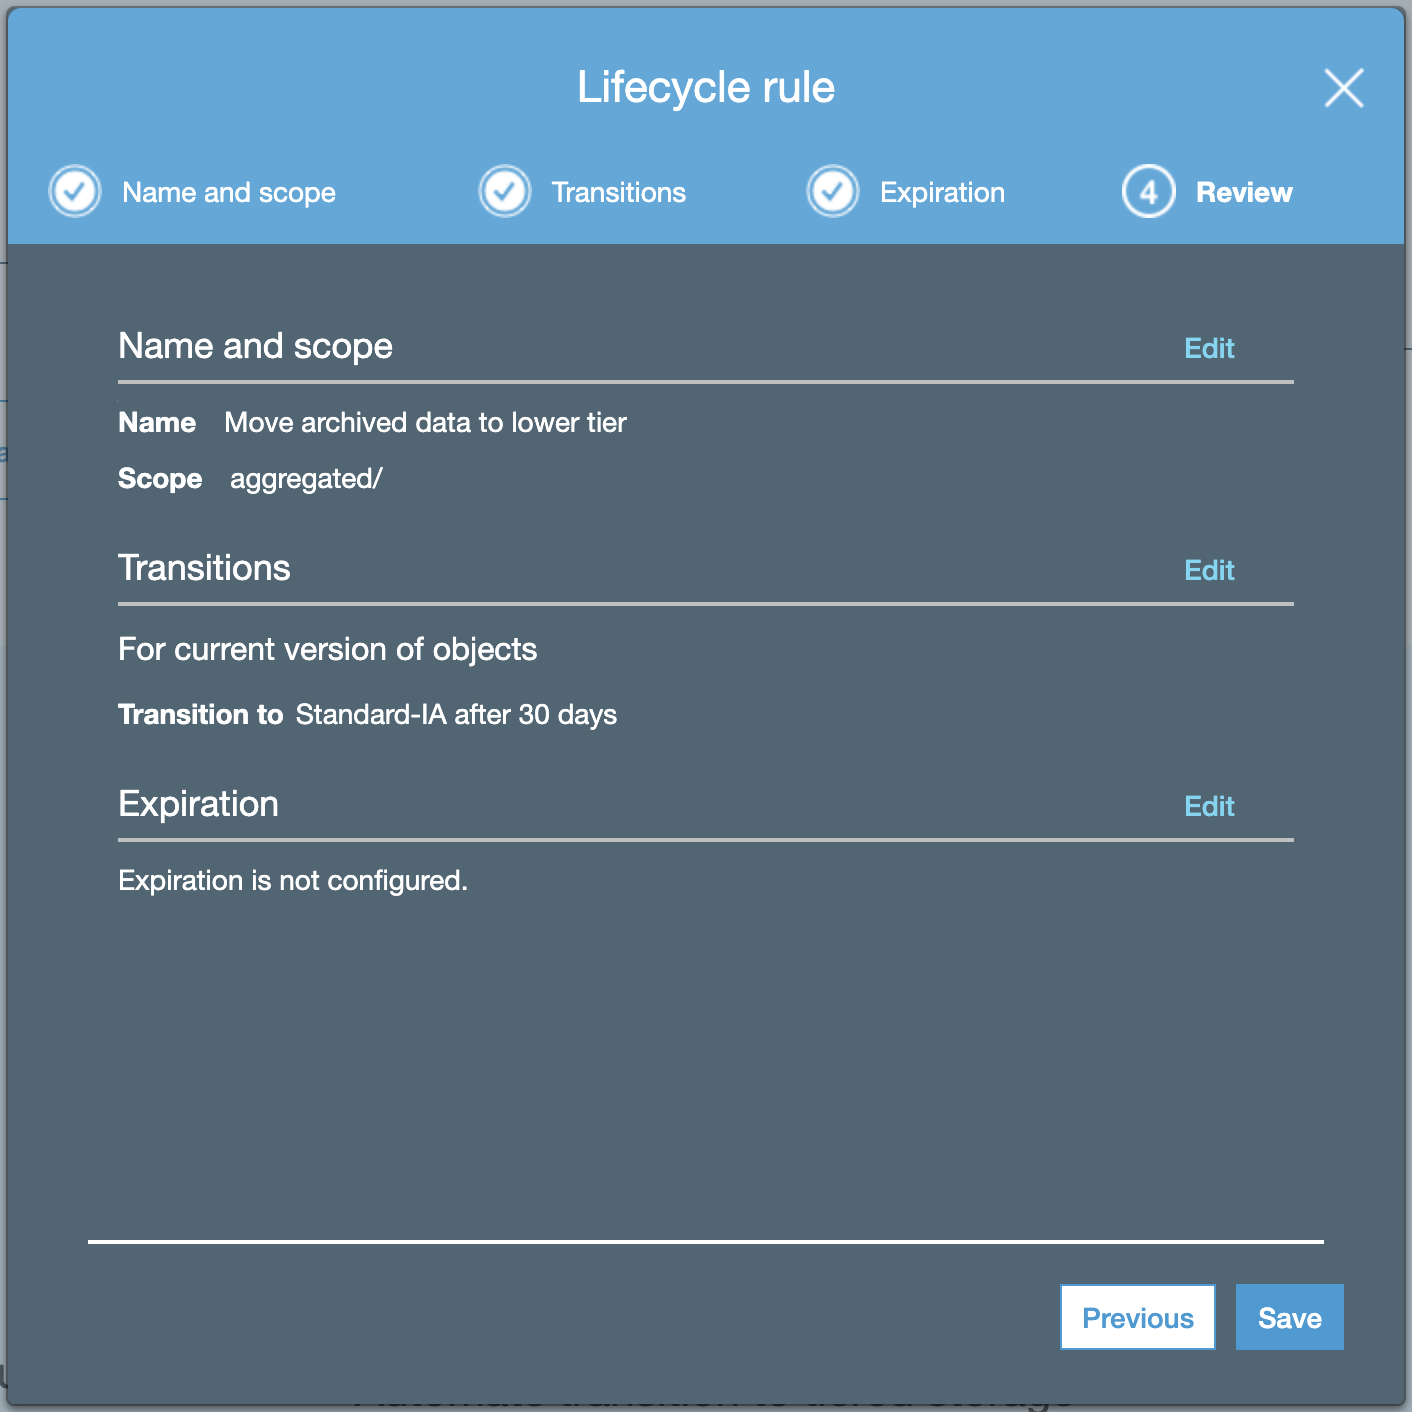 Lifecycle rule
Name and scope
Transitions
Expiration
4 Review
Name and scope
Edit
Name Move archived data to lower tier
Scope aggregated/
Transitions
Edit
For current version of objects
Transition to Standard-IA after 30 days
Expiration
Edit
Expiration is not configured.
Previous
Save